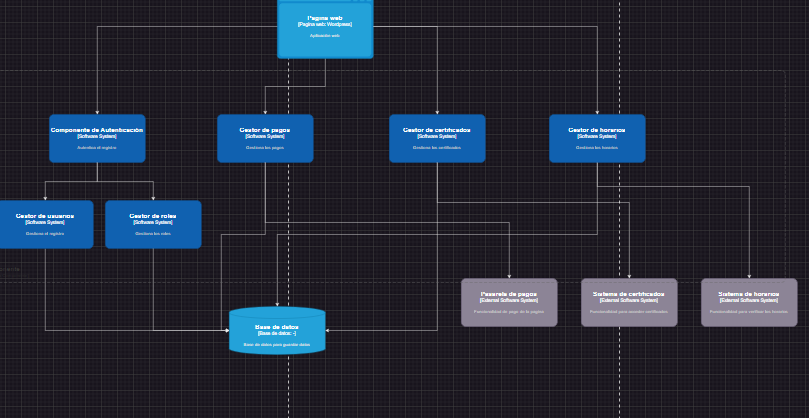 Pagina web
[Pagina web: Wordpress]
Aplicación web
Componente de Autenticación
[Software System]
Autentica el registro
Gestor de pagos
[Software System]
Gestiona los pagos
Gestor de certificados
[Software System]
Gestiona los certificados
Gestor de horarios
[Software System]
Gestiona los horarios
Gestor de usuarios
[Software System]
Gestiona el registro
Gestor de roles
[Software System]
Gestiona los roles
Pasarela de pagos
[External Software System]
Funcionalidad de pago de la pagina
Sistema de certificados
[External Software System]
Funcionalidad para certificados
Sistema de horarios
[External Software System]
Funcionalidad para los horarios
Base de datos
[Base de datos: -]
Base de datos para guardar datos